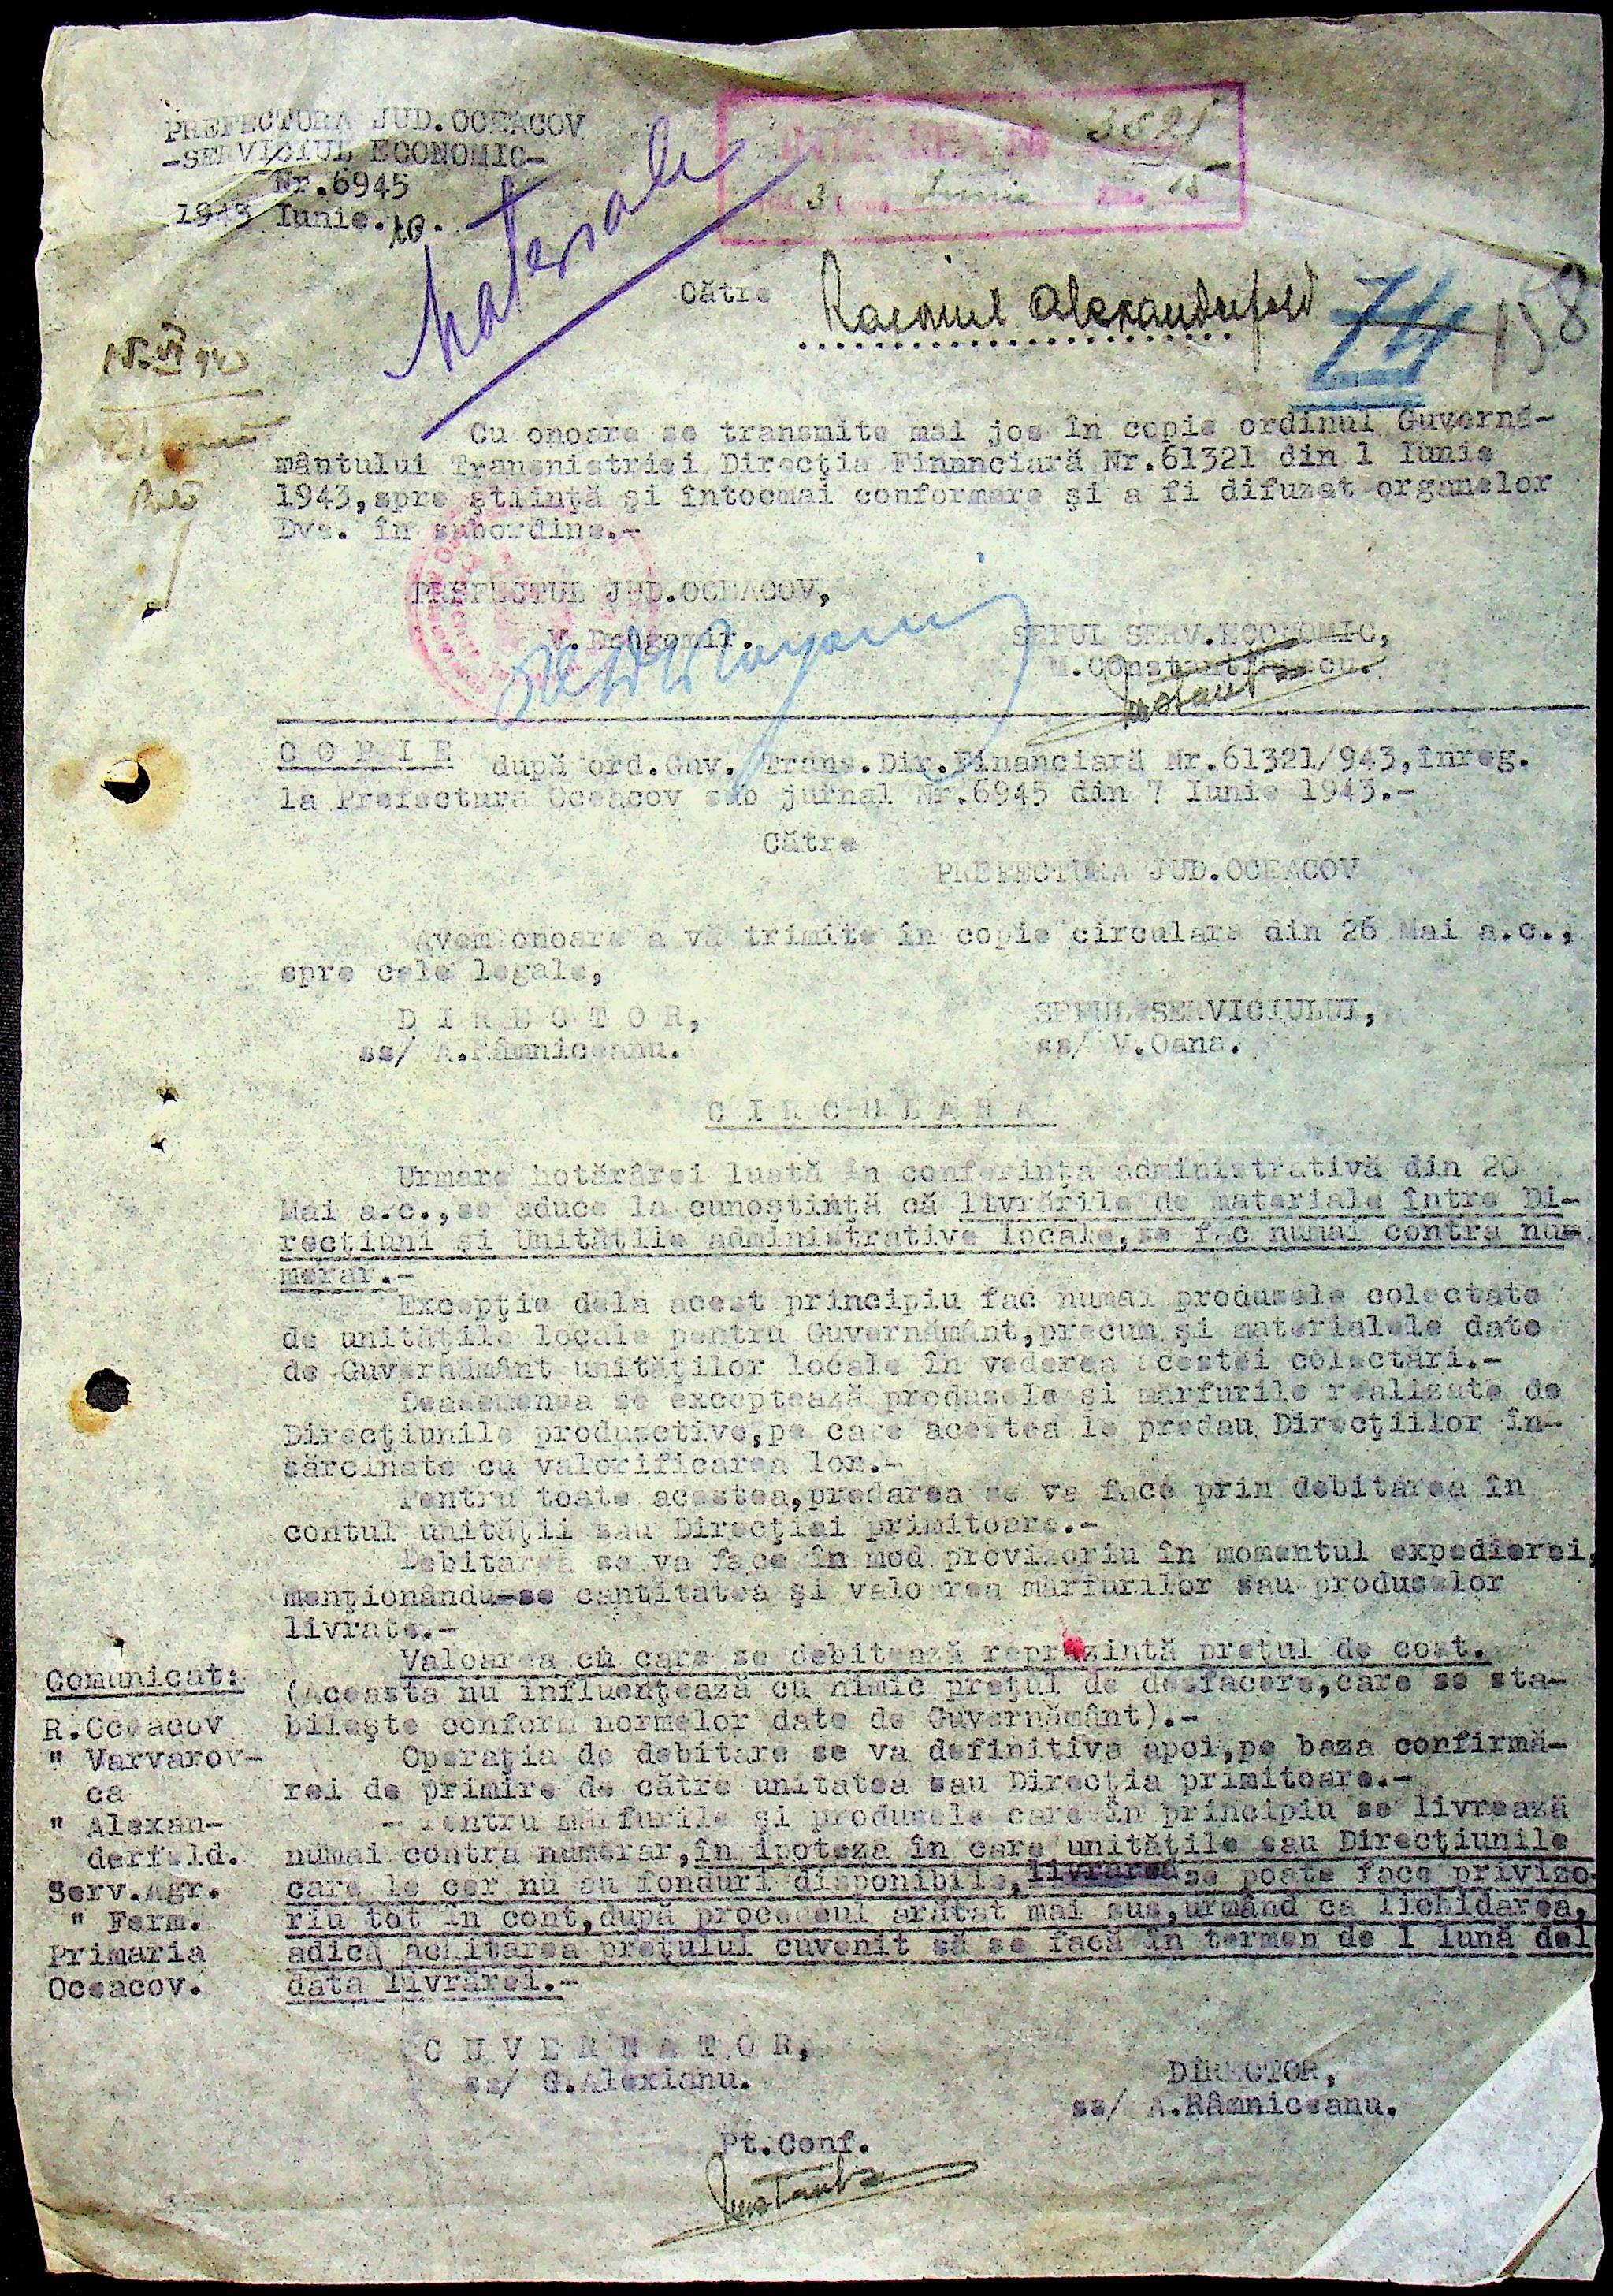 PREFECTURA JUD.OCEACOV
-SERVICIUL ECONOMIC-
Nr.6945
1943 Iunie.10.
3 Iunie
Materiale
Către Raionul Alexandrfeld
74
158
Cu onoare se transmite mai jos în copie ordinul Guvernă-
mântului Transnistriei Direcţia Financiară Nr.61321 din 1 Iunie
1943,spre ştiinţă şi întocmai conformare şi a fi difuzat organelor
Dvs. în subordine.-
PREFECTUL JUD.OCEACOV,
V.Dragomir.
SEFUL SERV.ECONOMIC,
M.Constantinescu.
C O P I E după ord.Guv. Trans.Dir.Financiară Nr.61321/943,înreg.
la Prefectura Oceacov sub jurnal Nr.6945 din 7 Iunie 1943.-
Către
PREFECTURA JUD.OCEACOV
Avem onoare a vă trimite în copie circulara din 26 Mai a.c.,
spre cele legale,
D I R E C T O R,
ss/ A.Râmniceanu.
SEFUL SERVICIULUI,
ss/ V.Oana.
C I R C U L A R A
Urmare hotărârei luată în conferinţa administrativă din 20
Mai a.c.,se aduce la cunoştinţă că livrările de materiale între Di-
recţiuni şi Unităţile administrative locale,se fac numai contra nu-
merar.-
Excepţie dela acest principiu fac numai produsele colectate
de unităţile locale pentru Guvernământ,precum şi materialele date
de Guvernământ unităţilor locale în vederea acestei colectări.-
Deasemenea se exceptează produsele şi mărfurile realizate de
Direcţiunile productive,pe care acestea le predau Direcţiilor în-
sărcinate cu valorificarea lor.-
Pentru toate acestea,predarea se va face prin debitarea în
contul unităţii sau Direcţiei primitoare.-
Debitarea se va face în mod provizoriu în momentul expedierei,
menţionându-se cantitatea şi valo rea mărfurilor sau produselor
livrate.-
Valoarea cu care se debitează reprezintă preţul de cost.
(Aceasta nu influenţează cu nimic preţul de desfacere,care se sta-
bileşte conform normelor date de Guvernământ).-
Operaţia de debitare se va definitiva apoi,pe baza confirmă-
rei de primire de către unitatea sau Direcţia primitoare.-
- Pentru mărfurile şi produsele care în principiu se livrează
numai contra numerar,în ipoteza în care unităţile sau Direcţiunile
care le cer nu au fonduri disponibile,livrarea se poate face privizo-
riu tot în cont,după procedeul arătat mai sus,urmând ca lichidarea,
adică achitarea preţului cuvenit să se facă în termen de 1 lună del
data livrărei.-
Comunicat:
R.Oceacov
" Varvarov-
ca
" Alexan-
derfeld.
Serv.Agr.
" Ferm.
Primaria
Oceacov.
G U V E R N A T O R,
ss/ G.Alexianu.
DIRECTOR,
ss/ A.Râmniceanu.
Pt.Conf.